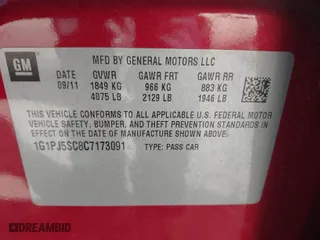 GM
MFD BY GENERAL MOTORS LLC
DATE GVWR GAWR FRT GAWR RR
09/11 1849 KG 966 KG 883 KG
4075 LB 2129 LB 1946 LB
THIS VEHICLE CONFORMS TO ALL APPLICABLE U.S. FEDERAL MOTOR
VEHICLE SAFETY, BUMPER, AND THEFT PREVENTION STANDARDS IN
EFFECT ON THE DATE OF MANUFACTURE SHOWN ABOVE.
1G1PJ5SC8C7173091 TYPE: PASS CAR
DREAMBID.COM